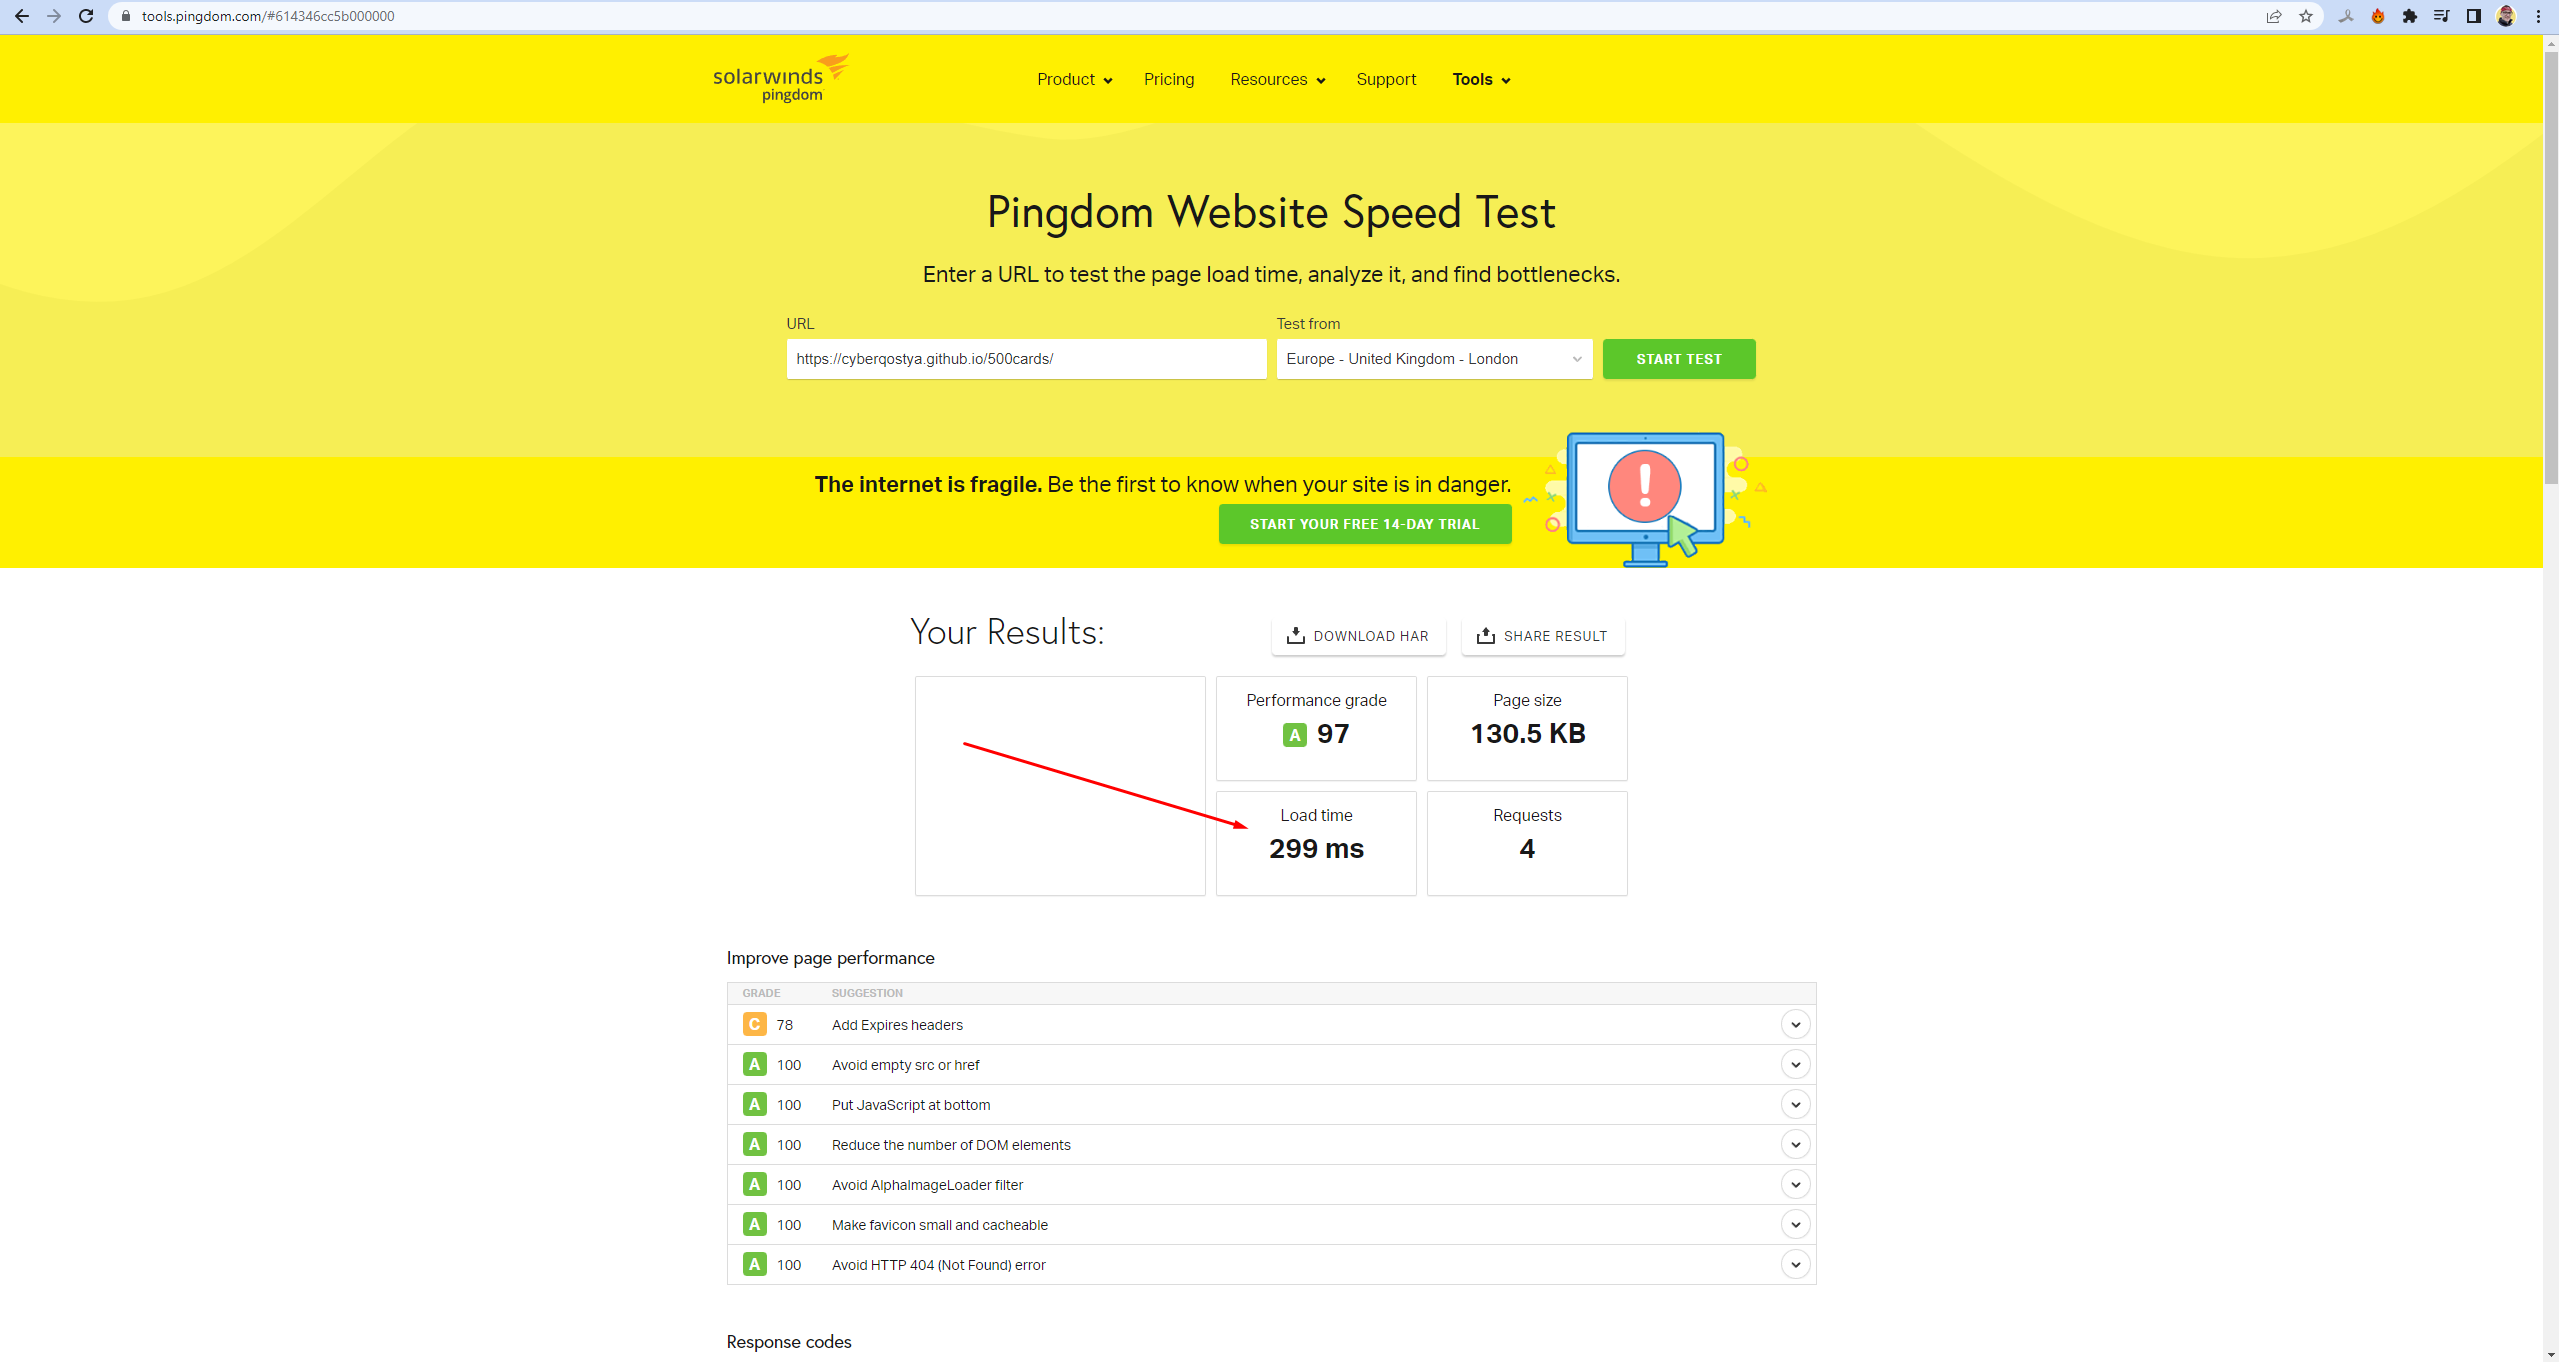 tools.pingdom.com/#614346cc5b000000
solarwinds
pingdom
Product
Pricing
Resources
Support
Tools
Pingdom Website Speed Test
Enter a URL to test the page load time, analyze it, and find bottlenecks.
URL
Test from
https://cyberqostya.github.io/500cards/
Europe - United Kingdom - London
START TEST
The internet is fragile. Be the first to know when your site is in danger.
START YOUR FREE 14-DAY TRIAL
Your Results:
DOWNLOAD HAR
SHARE RESULT
Performance grade
A 97
Page size
130.5 KB
Load time
299 ms
Requests
4
Improve page performance
GRADE SUGGESTION
C 78 Add Expires headers
A 100 Avoid empty src or href
A 100 Put JavaScript at bottom
A 100 Reduce the number of DOM elements
A 100 Avoid AlphaImageLoader filter
A 100 Make favicon small and cacheable
A 100 Avoid HTTP 404 (Not Found) error
Response codes